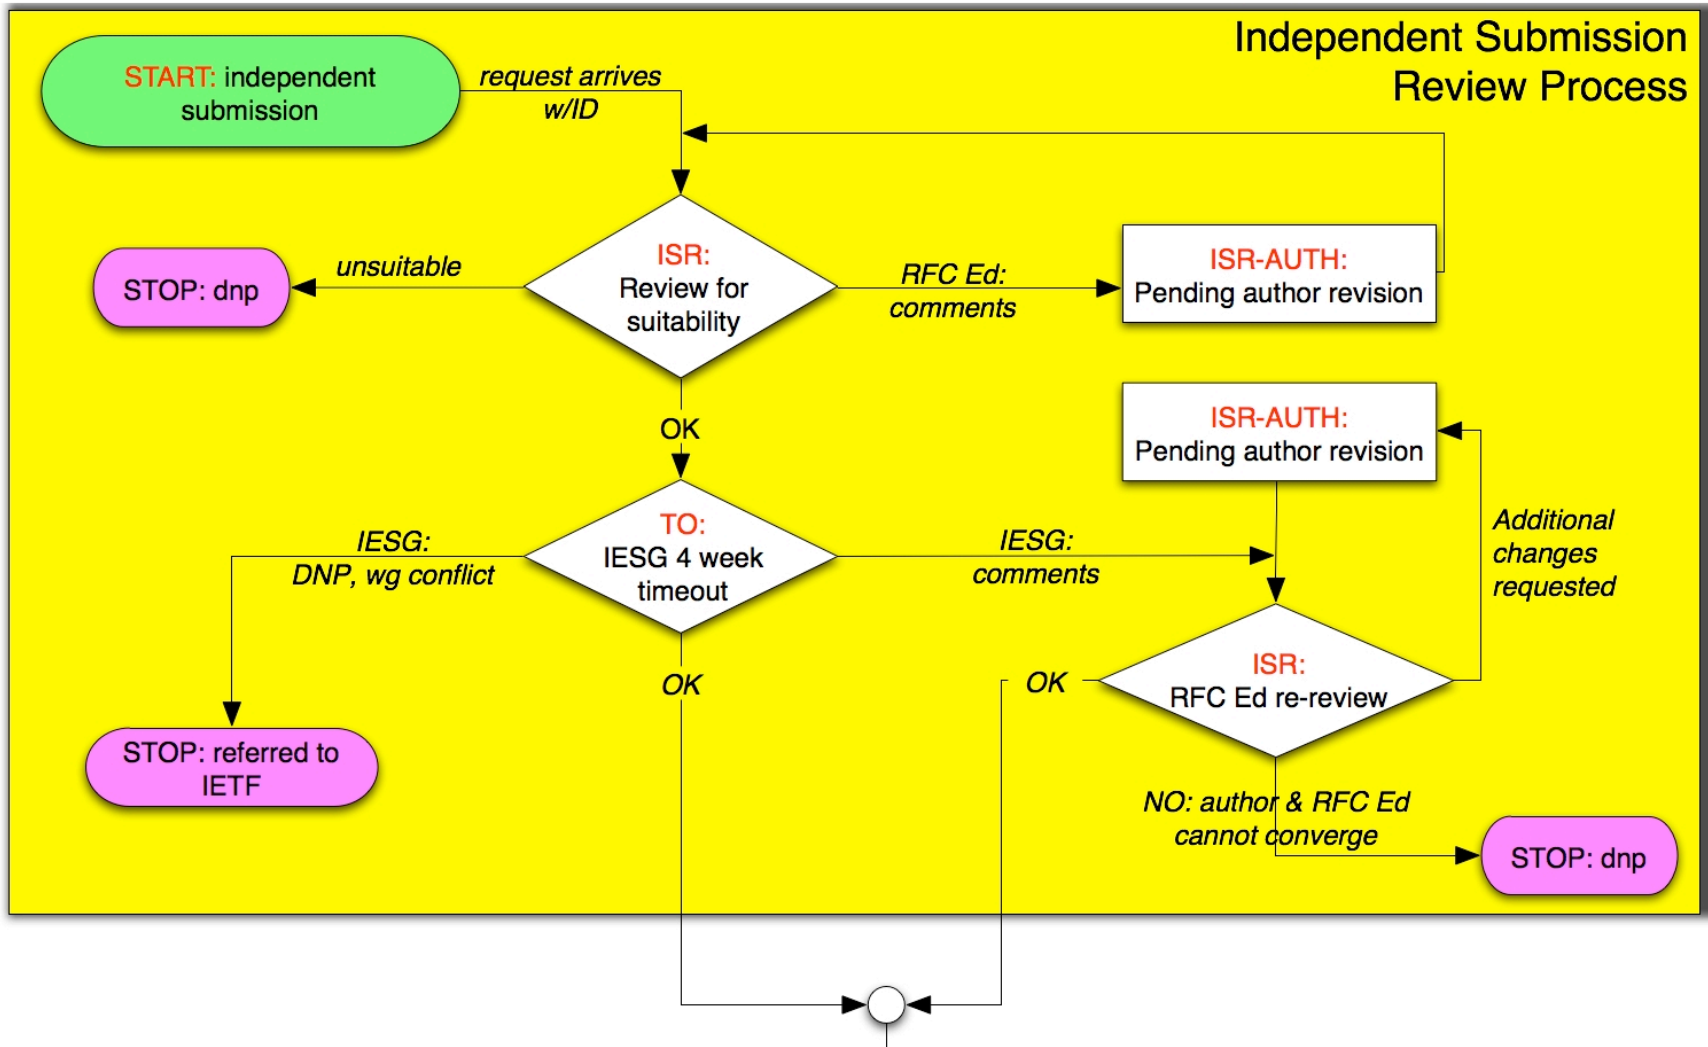 Independent Submission
Review Process
START: independent
submission
request arrives
w/ID
ISR:
Review for
suitability
unsuitable
STOP: dnp
RFC Ed:
comments
ISR-AUTH:
Pending author revision
OK
ISR-AUTH:
Pending author revision
TO:
IESG 4 week
timeout
IESG:
DNP, wg conflict
IESG:
comments
Additional
changes
requested
STOP: referred to
IETF
OK
OK
ISR:
RFC Ed re-review
NO: author & RFC Ed
cannot converge
STOP: dnp